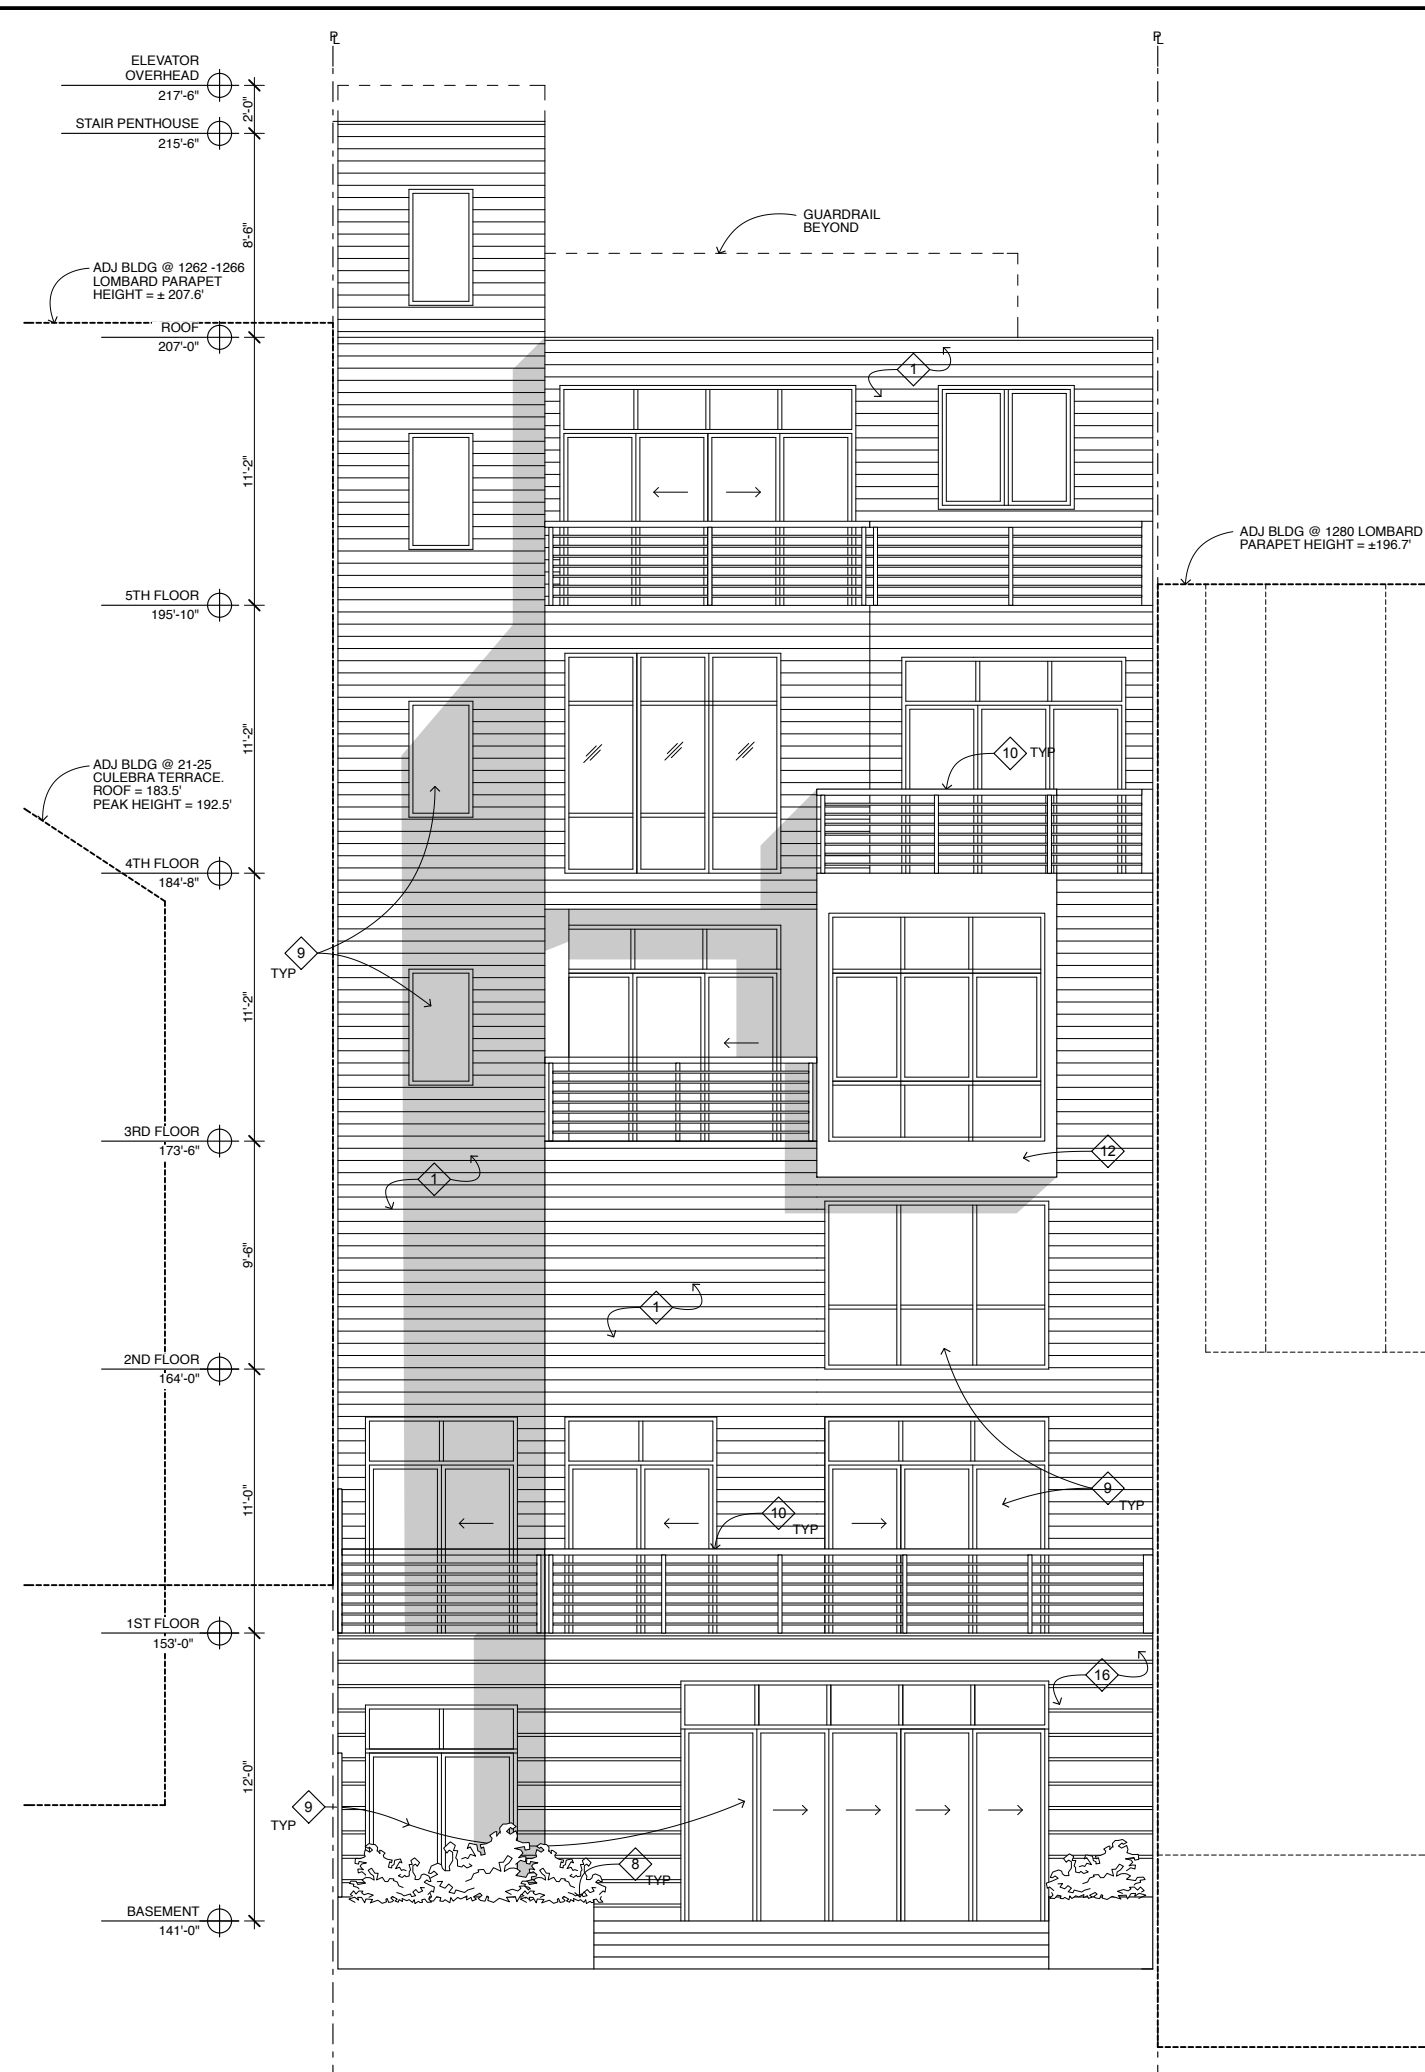 PL
PL
ELEVATOR
OVERHEAD
217'-6"
2'-0"
STAIR PENTHOUSE
215'-6"
8'-6"
GUARDRAIL
BEYOND
ADJ BLDG @ 1262 -1266
LOMBARD PARAPET
HEIGHT = ± 207.6'
ROOF
207'-0"
1
11'-2"
ADJ BLDG @ 1280 LOMBARD
PARAPET HEIGHT = ±196.7'
5TH FLOOR
195'-10"
11'-2"
10 TYP
ADJ BLDG @ 21-25
CULEBRA TERRACE.
ROOF = 183.5'
PEAK HEIGHT = 192.5'
4TH FLOOR
184'-8"
9
TYP
11'-2"
3RD FLOOR
173'-6"
12
1
9'-6"
1
2ND FLOOR
164'-0"
11'-0"
9
TYP
10
TYP
1ST FLOOR
153'-0"
16
12'-0"
9
TYP
8
TYP
BASEMENT
141'-0"